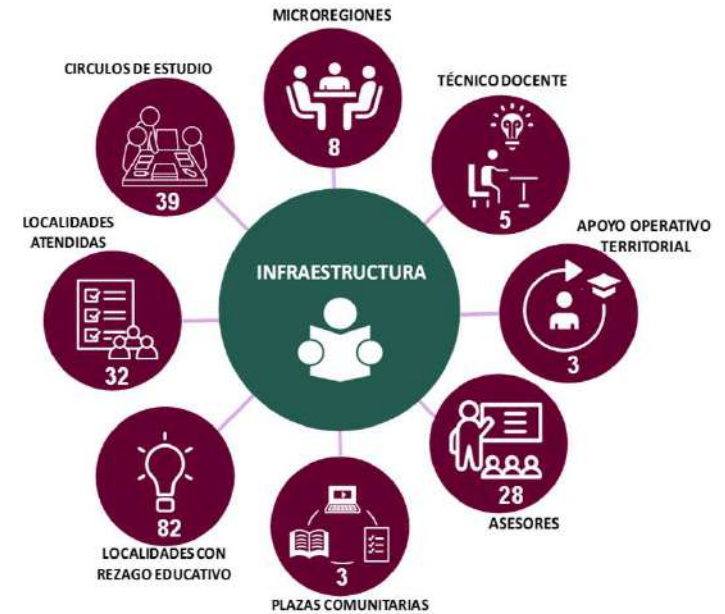 MICROREGIONES
8
TÉCNICO DOCENTE
5
APOYO OPERATIVO
TERRITORIAL
3
28
ASESORES
3
PLAZAS COMUNITARIAS
82
LOCALIDADES CON
REZAGO EDUCATIVO
LOCALIDADES
ATENDIDAS
32
CIRCULOS DE ESTUDIO
39
INFRAESTRUCTURA